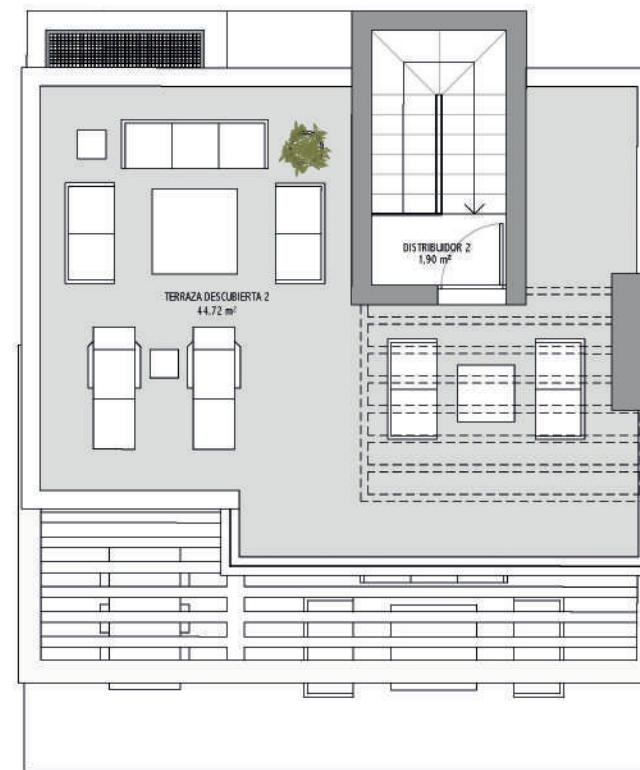 DISTRIBUIDOR 2
1,90 m²
TERRAZA DESCUBIERTA 2
44,72 m²